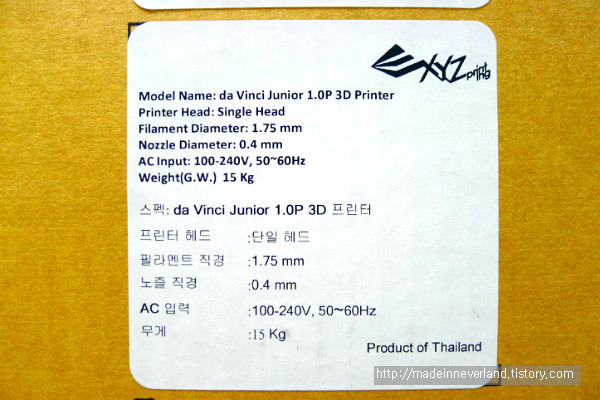 XYZprinting
Model Name: da Vinci Junior 1.0P 3D Printer
Printer Head: Single Head
Filament Diameter: 1.75 mm
Nozzle Diameter: 0.4 mm
AC Input: 100-240V, 50~60Hz
Weight(G.W.) 15 Kg
스펙: da Vinci Junior 1.0P 3D 프린터
프린터 헤드 :단일 헤드
필라멘트 직경 :1.75 mm
노즐 직경 :0.4 mm
AC 입력 :100-240V, 50~60Hz
무게 :15 Kg
Product of Thailand
http://madeinneverland.tistory.com